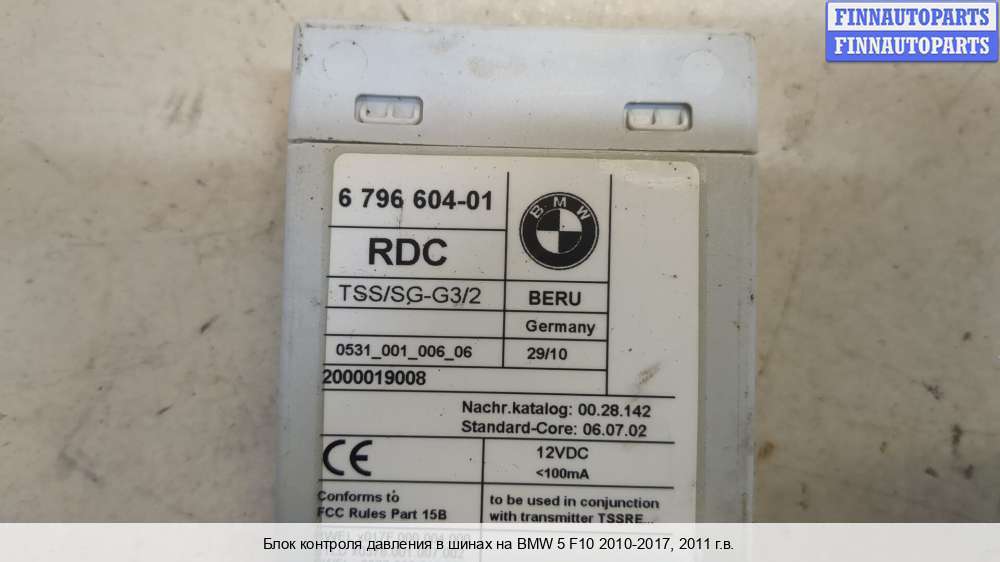 FINNAUTOPARTS
FINNAUTOPARTS
6 796 604-01
BMW
RDC
TSS/SG-G3/2
BERU
Germany
0531_001_006_06
29/10
2000019008
Nachr.katalog: 00.28.142
Standard-Core: 06.07.02
CE
12VDC
<100mA
Conforms to
FCC Rules Part 15B
to be used in conjunction
with transmitter TSSRE...
Блок контроля давления в шинах на BMW 5 F10 2010-2017, 2011 г.в.